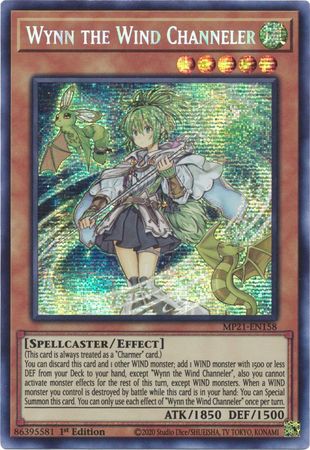 WYNN THE WIND CHANNELER
MP21-EN158
[SPELLCASTER/EFFECT]
(This card is always treated as a "Charmer" card.)
You can discard this card and 1 other WIND monster; add 1 WIND monster with 1500 or less
DEF from your Deck to your hand, except "Wynn the Wind Channeler", also you cannot
activate monster effects for the rest of this turn, except WIND monsters. When a WIND
monster you control is destroyed by battle while this card is in your hand: You can Special
Summon this card. You can only use each effect of "Wynn the Wind Channeler" once per turn.
ATK/1850 DEF/1500
86395581 1st Edition ©2020 Studio Dice/SHUEISHA, TV TOKYO, KONAMI